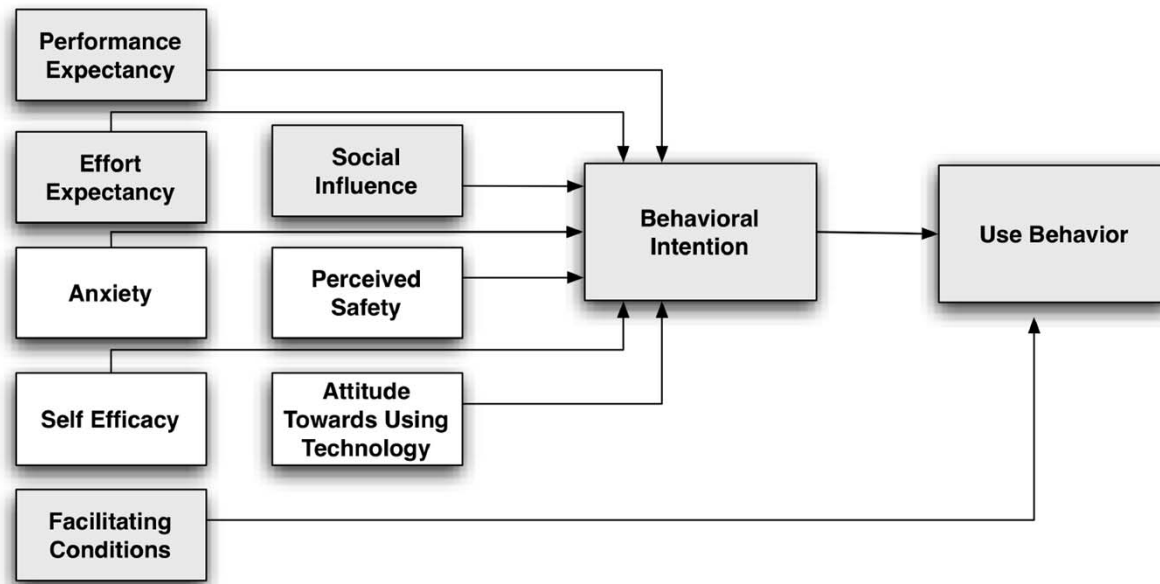 Performance
Expectancy
Effort
Expectancy
Social
Influence
Behavioral
Intention
Use Behavior
Anxiety
Perceived
Safety
Self Efficacy
Attitude
Towards Using
Technology
Facilitating
Conditions